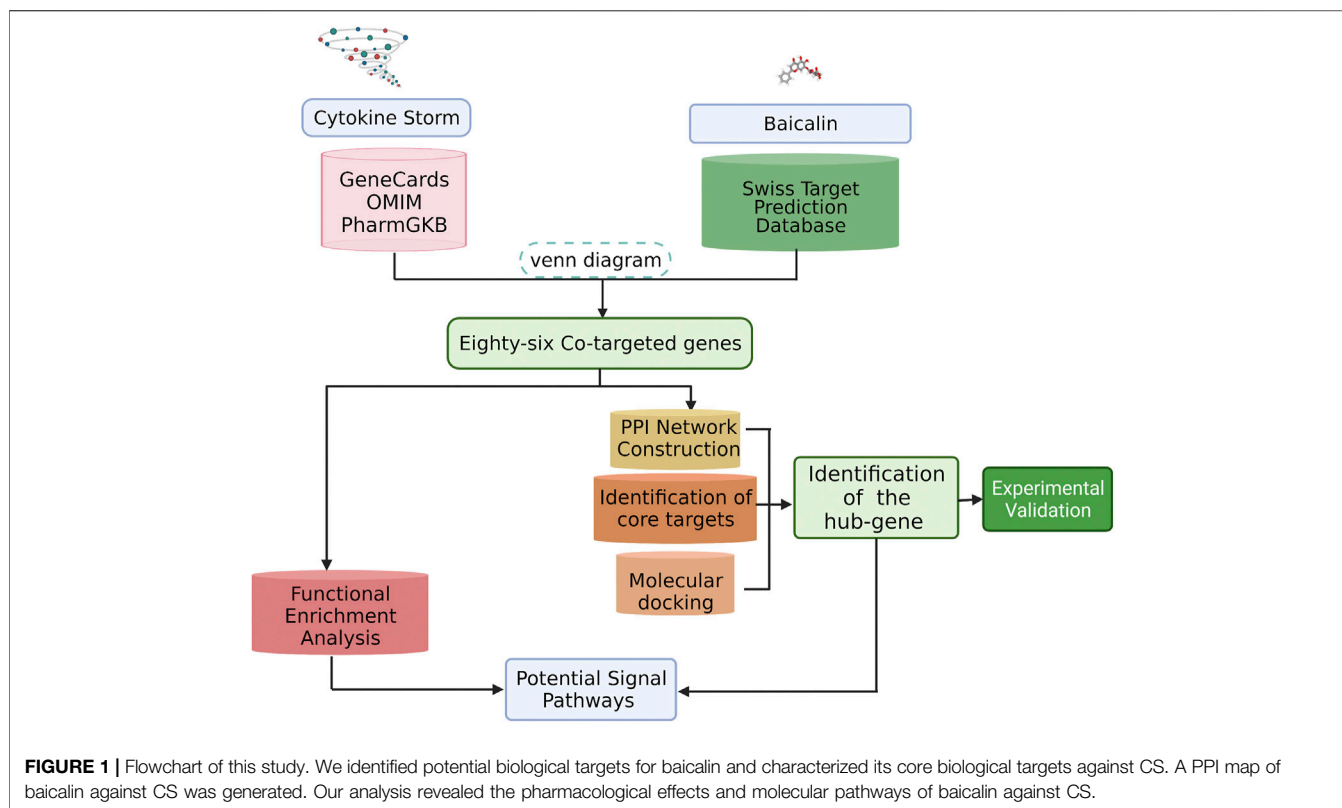 Cytokine Storm
Baicalin
GeneCards
OMIM
PharmGKB
Swiss Target
Prediction
Database
venn diagram
Eighty-six Co-targeted genes
PPI Network
Construction
Identification of
core targets
Molecular
docking
Identification
of the
hub-gene
Experimental
Validation
Functional
Enrichment
Analysis
Potential Signal
Pathways
FIGURE 1 | Flowchart of this study. We identified potential biological targets for baicalin and characterized its core biological targets against CS. A PPI map of
baicalin against CS was generated. Our analysis revealed the pharmacological effects and molecular pathways of baicalin against CS.